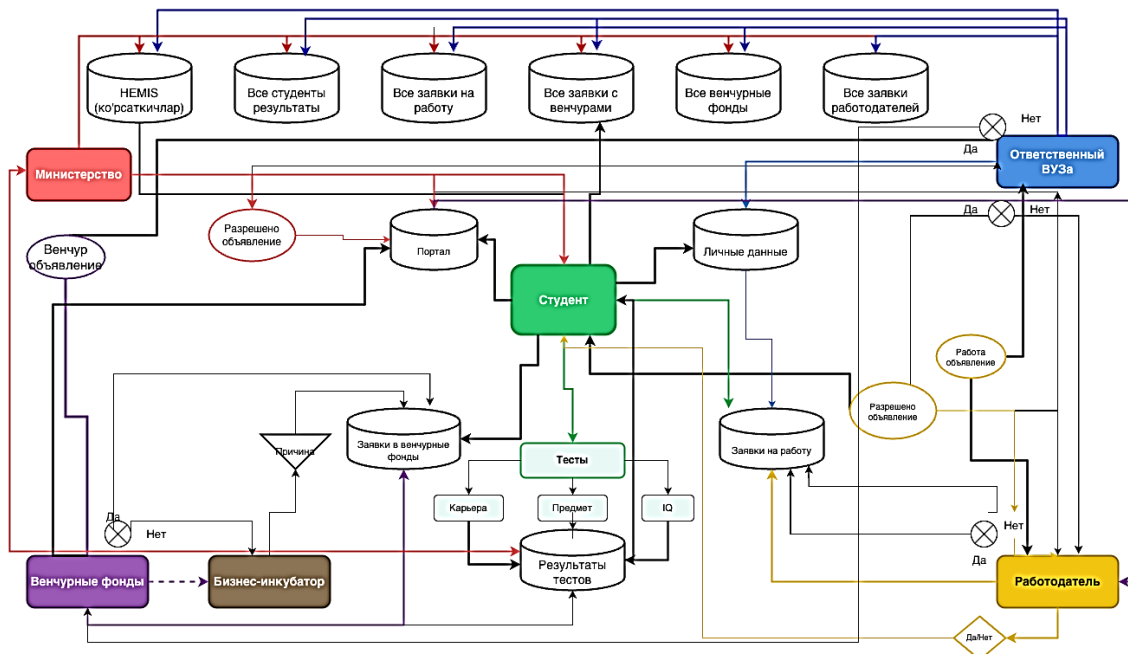 HEMIS
(ко'рсаткичлар)
Все студенты
результаты
Все заявки на
работу
Все заявки с
венчурами
Все венчурные
фонды
Все заявки
работодателей
Нет
Да
Ответственный
ВУЗа
Министерство
Разрешено
объявление
Портал
Личные данные
Да
Нет
Венчур
объявление
Студент
Работа
объявление
Разрешено
объявление
Причина
Заявки в венчурные
фонды
Тесты
Заявки на работу
Карьера
Предмет
IQ
Да
Нет
Нет
Да
Результаты
тестов
Венчурные фонды
Бизнес-инкубатор
Работодатель
Да/Нет